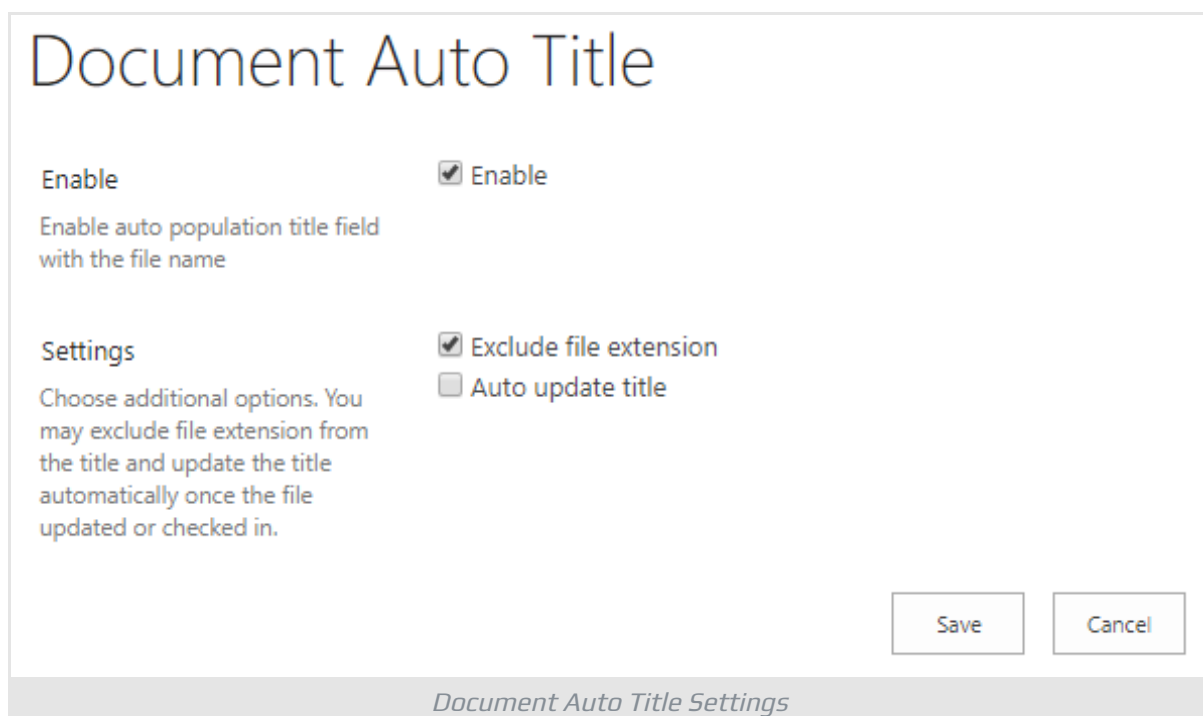 Document Auto Title
Enable
Enable
Enable auto population title field
with the file name
Settings
Exclude file extension
Auto update title
Choose additional options. You
may exclude file extension from
the title and update the title
automatically once the file
updated or checked in.
Save
Cancel
Document Auto Title Settings